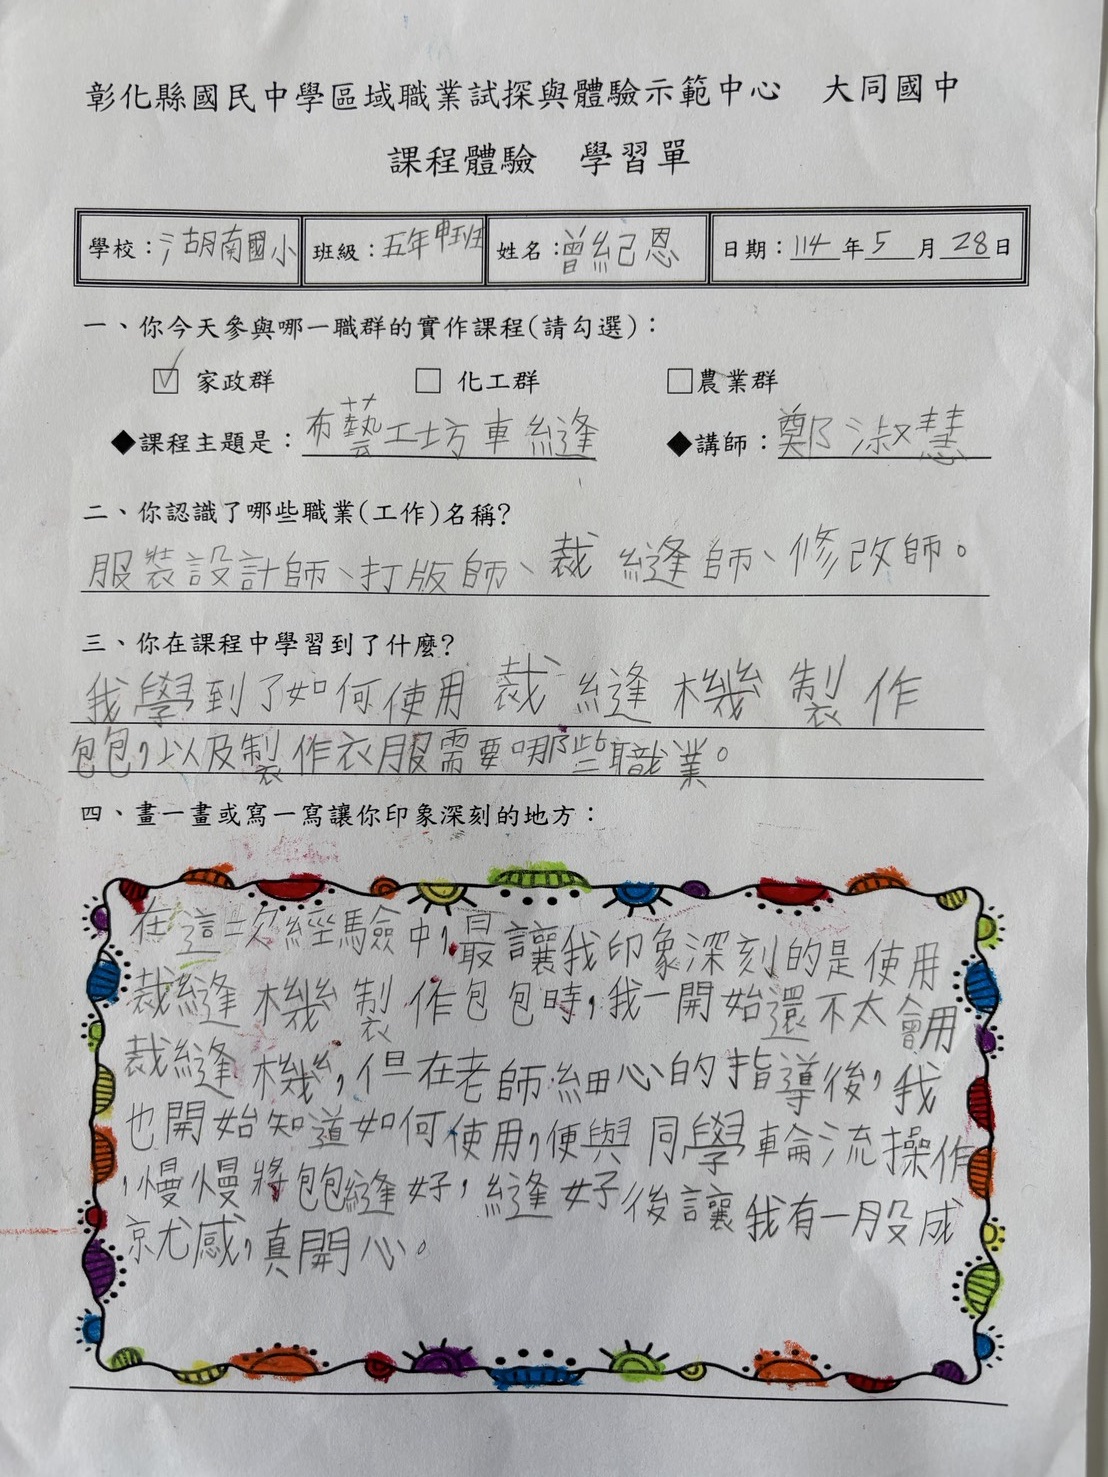 彰化縣國民中學區域職業試探與體驗示範中心　大同國中
課程體驗　學習單
學校：湖南國小 班級：五年甲班 姓名：曾紀恩 日期：114年5月28日
一、你今天參與哪一職群的實作課程(請勾選)：
☑ 家政群 □ 化工群 □農業群
◆課程主題是：布藝工坊車縫 ◆講師：鄭淑慧
二、你認識了哪些職業(工作)名稱?
服裝設計師、打版師、裁縫師、修改師。
三、你在課程中學習到了什麼?
我學到了如何使用裁縫機製作
包包，以及製作衣服需要哪些職業。
四、畫一畫或寫一寫讓你印象深刻的地方：
在這次經驗中，最讓我印象深刻的是使用
裁縫機製作包包時，我一開始還不太會用
裁縫機，但在老師細心的指導後，我
也開始知道如何使用，便與同學輪流操作
，慢慢將包包縫好，縫好後讓我有一股成
就感，真開心。